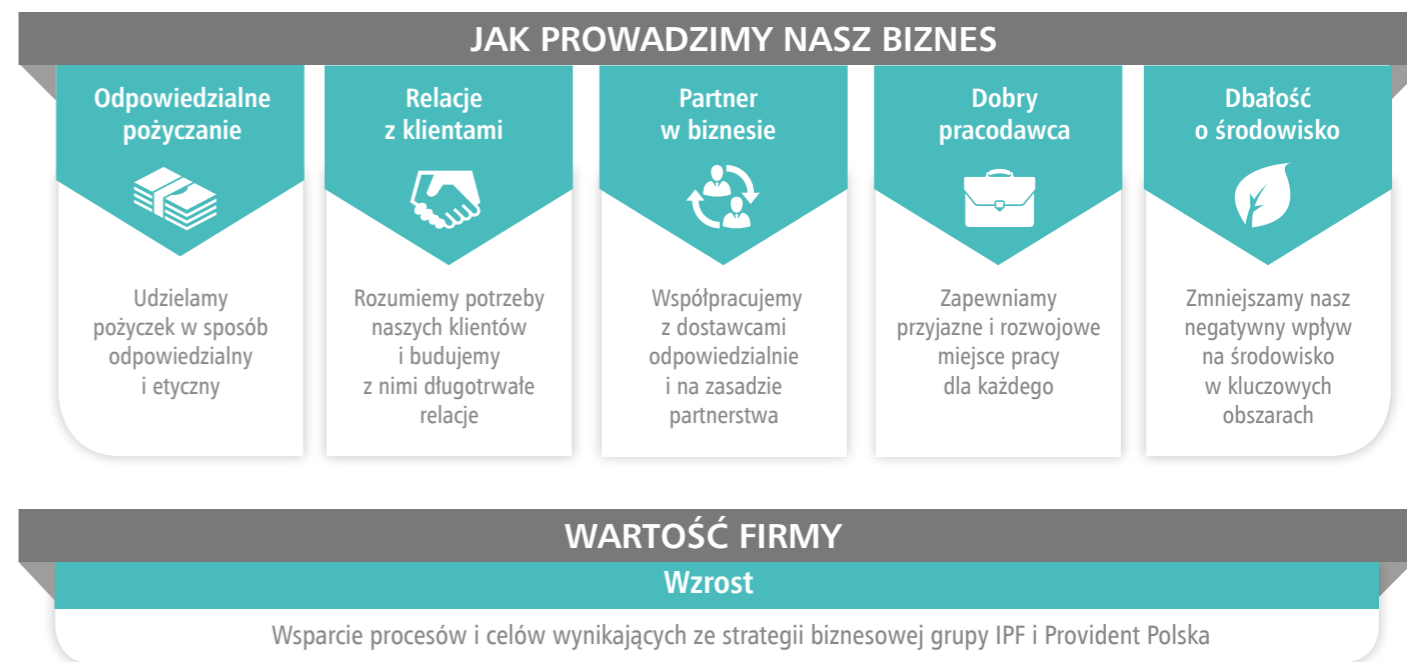 JAK PROWADZIMY NASZ BIZNES
Odpowiedzialne
pożyczanie
Udzielamy
pożyczek w sposób
odpowiedzialny
i etyczny
Relacje
z klientami
Rozumiemy potrzeby
naszych klientów
i budujemy
z nimi długotrwałe
relacje
Partner
w biznesie
Współpracujemy
z dostawcami
odpowiedzialnie
i na zasadzie
partnerstwa
Dobry
pracodawca
Zapewniamy
przyjazne i rozwojowe
miejsce pracy
dla każdego
Dbałość
o środowisko
Zmniejszamy nasz
negatywny wpływ
na środowisko
w kluczowych
obszarach
WARTOŚĆ FIRMY
Wzrost
Wsparcie procesów i celów wynikających ze strategii biznesowej grupy IPF i Provident Polska